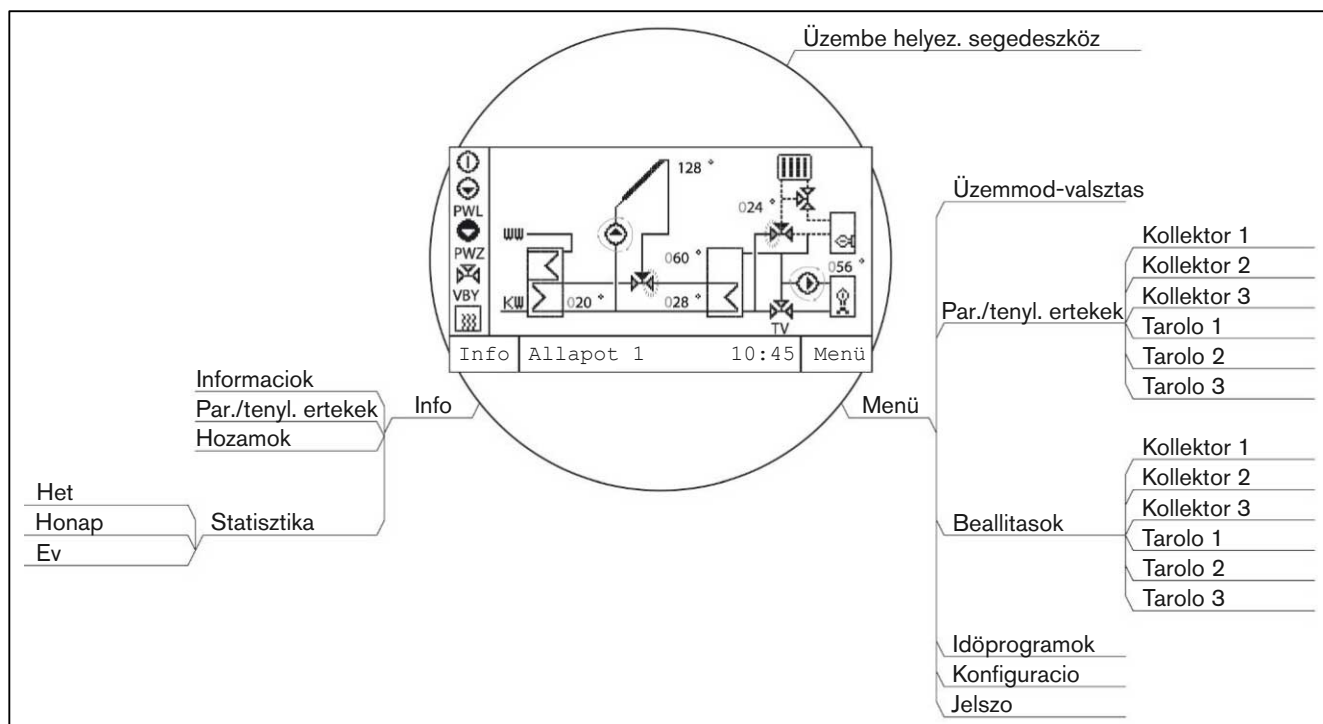 Üzembe helyez. segedeszköz
PWL
PWZ
VBY
WW
KW
128 °
024 °
060 °
056 °
020 °
028 °
TV
Info Allapot 1 10:45 Menü
Info
Informaciok
Par./tenyl. ertekek
Hozamok
Statisztika
Het
Honap
Ev
Menü
Üzemmod-valsztas
Par./tenyl. ertekek
Kollektor 1
Kollektor 2
Kollektor 3
Tarolo 1
Tarolo 2
Tarolo 3
Beallitasok
Kollektor 1
Kollektor 2
Kollektor 3
Tarolo 1
Tarolo 2
Tarolo 3
Idöprogramok
Konfiguracio
Jelszo